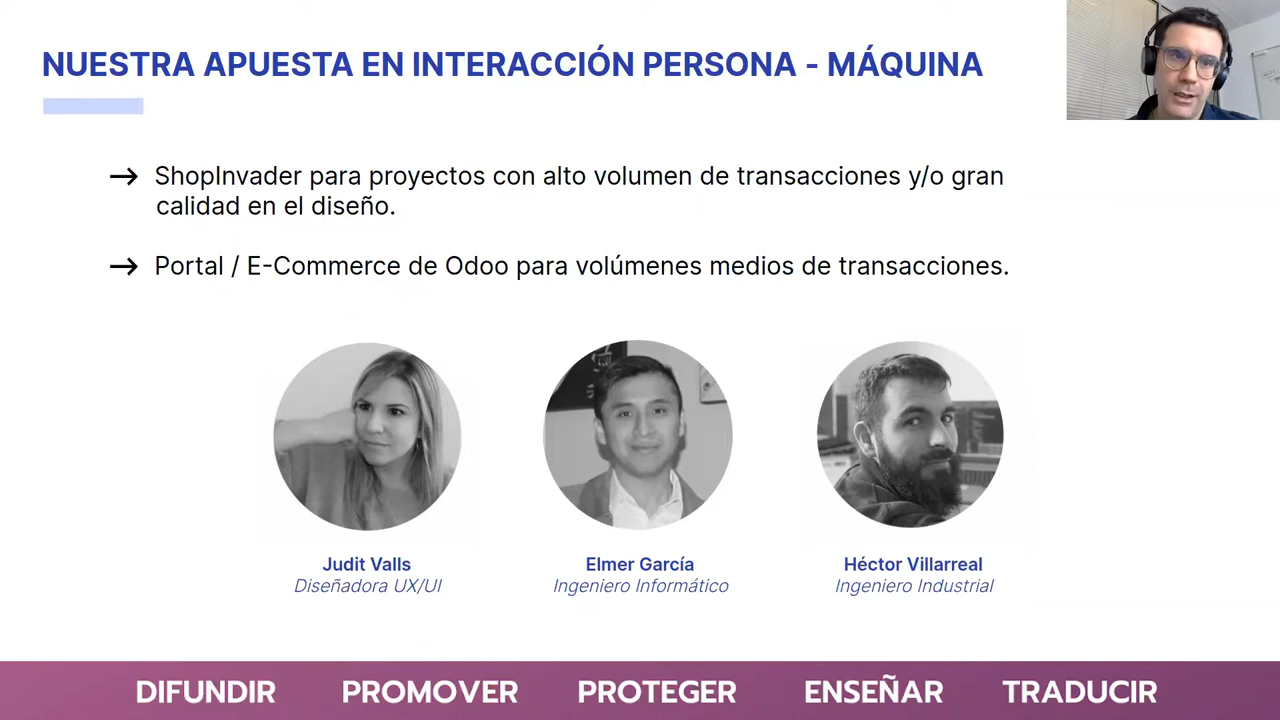 NUESTRA APUESTA EN INTERACCIÓN PERSONA - MÁQUINA
→ ShopInvader para proyectos con alto volumen de transacciones y/o gran
calidad en el diseño.
→ Portal / E-Commerce de Odoo para volúmenes medios de transacciones.
Judit Valls
Diseñadora UX/UI
Elmer García
Ingeniero Informático
Héctor Villarreal
Ingeniero Industrial
DIFUNDIR PROMOVER PROTEGER ENSEÑAR TRADUCIR